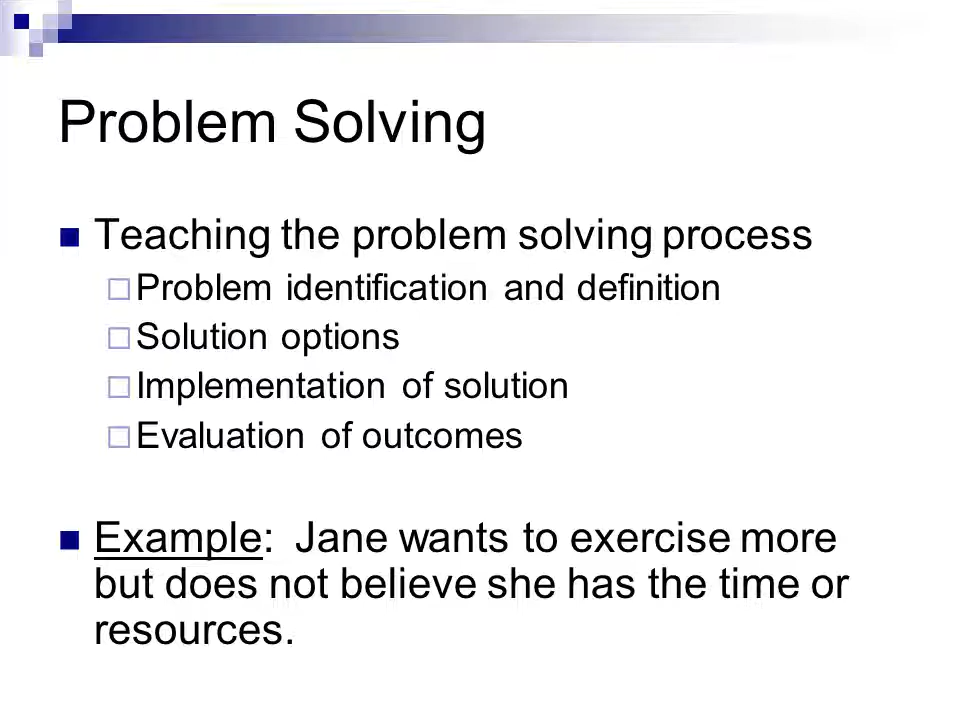 Problem Solving
Teaching the problem solving process
Problem identification and definition
Solution options
Implementation of solution
Evaluation of outcomes
Example: Jane wants to exercise more
but does not believe she has the time or
resources.